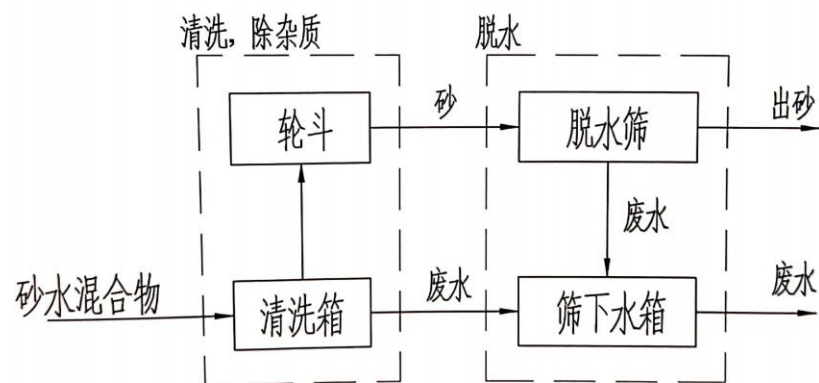 清洗,除杂质
脱水
轮斗
砂
脱水筛
出砂
废水
砂水混合物
清洗箱
废水
筛下水箱
废水